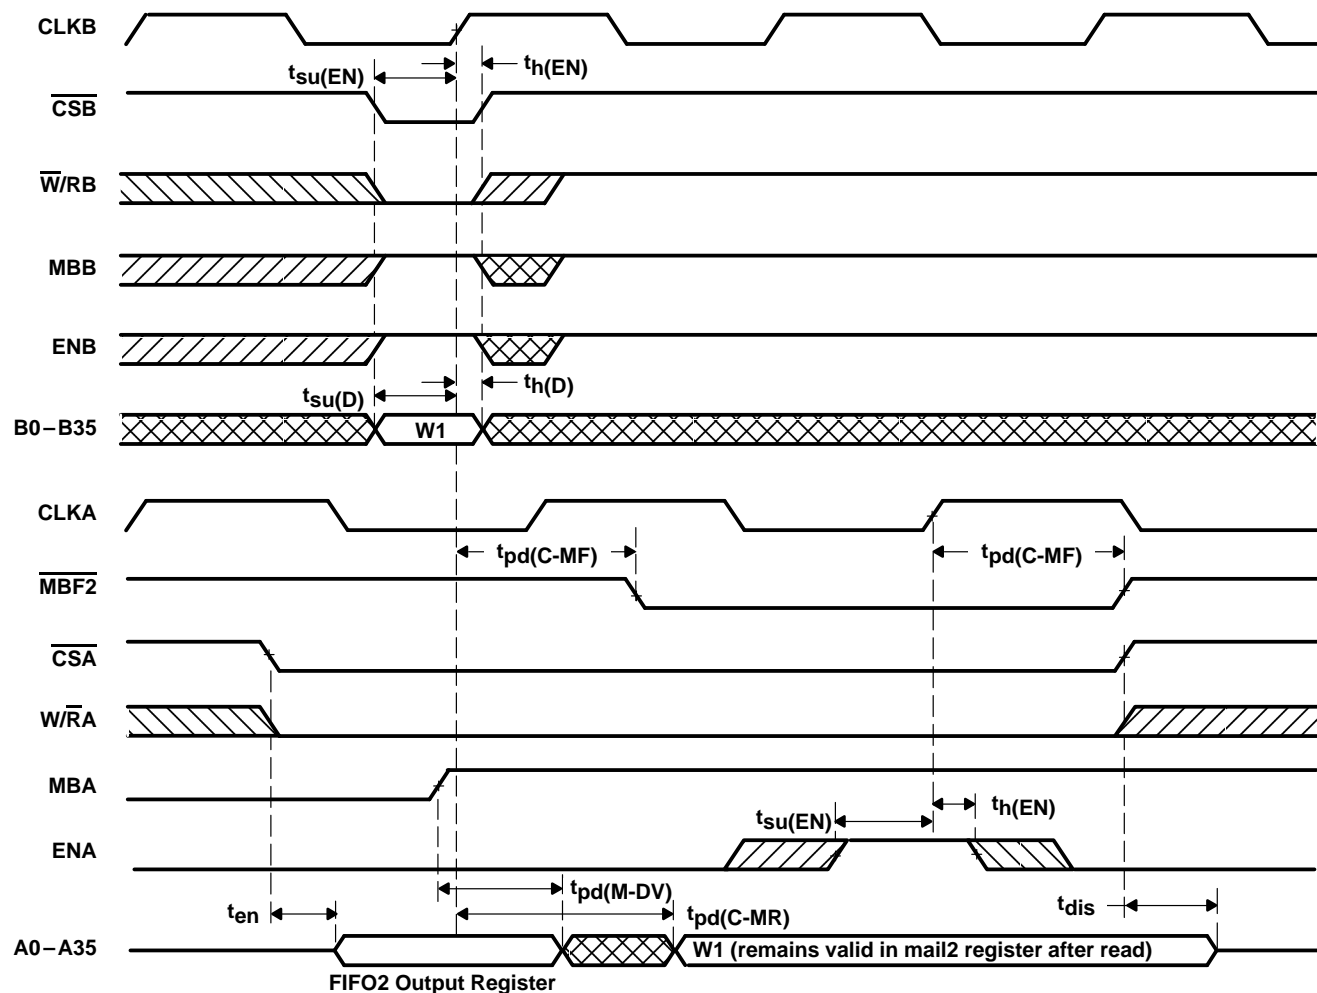 CLKB
tsu(EN)
th(EN)
CSB
W/RB
MBB
ENB
tsu(D)
th(D)
B0–B35
W1
CLKA
tpd(C-MF)
tpd(C-MF)
MBF2
CSA
W/RA
MBA
tsu(EN)
th(EN)
ENA
ten
tpd(M-DV)
tpd(C-MR)
tdis
A0–A35
W1 (remains valid in mail2 register after read)
FIFO2 Output Register